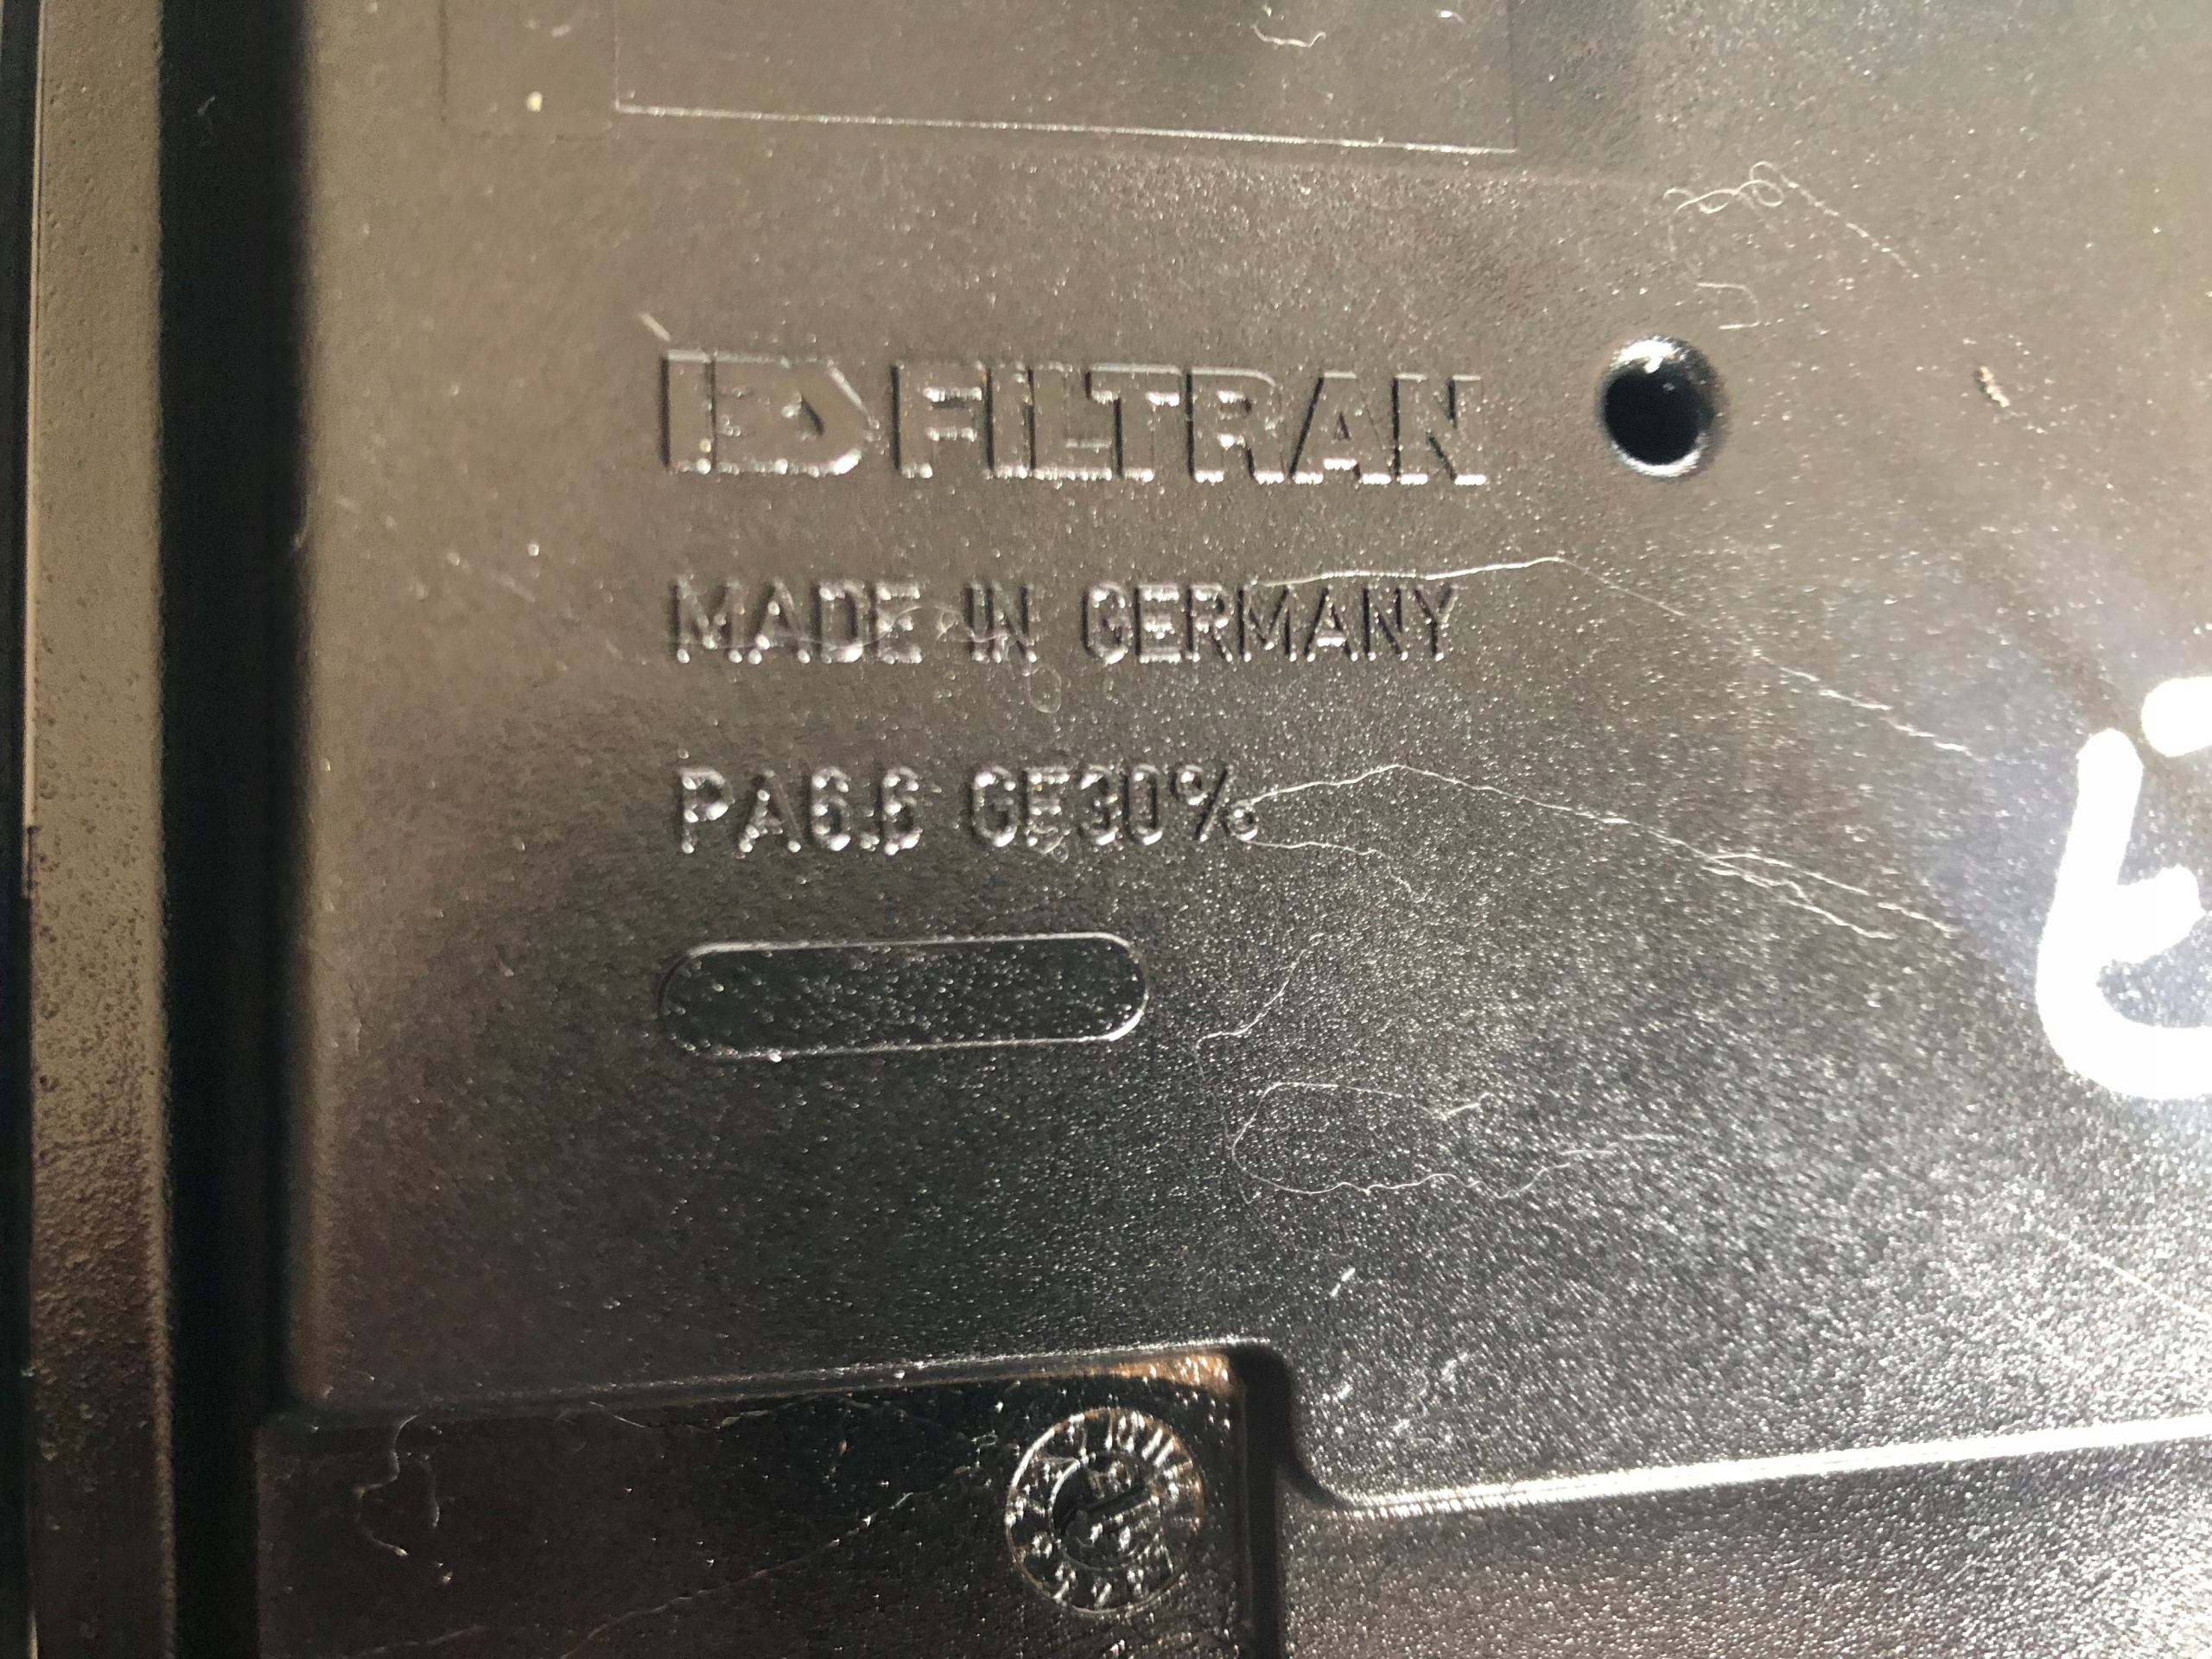 FILTRAN
MADE IN GERMANY
PA6.6 GF30%